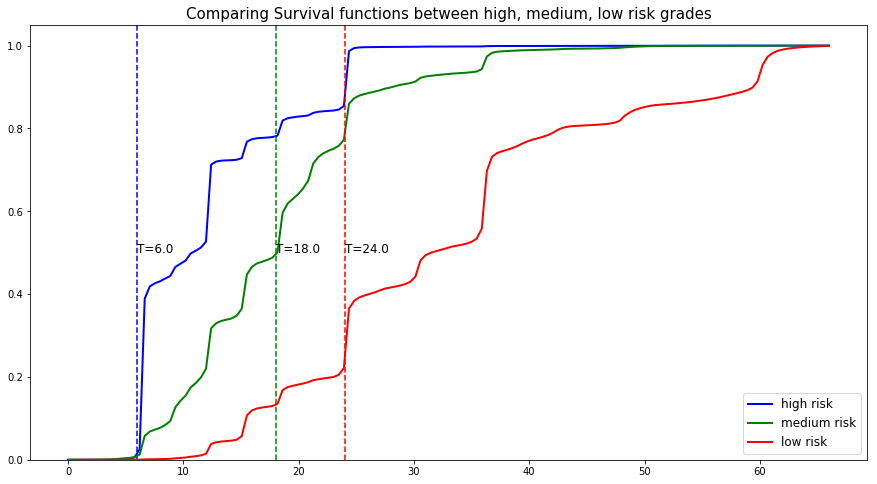 Comparing Survival functions between high, medium, low risk grades
1.0
0.8
0.6
T=6.0 T=18.0 T=24.0
0.4
0.2
high risk
medium risk
low risk
0.0
0 10 20 30 40 50 60